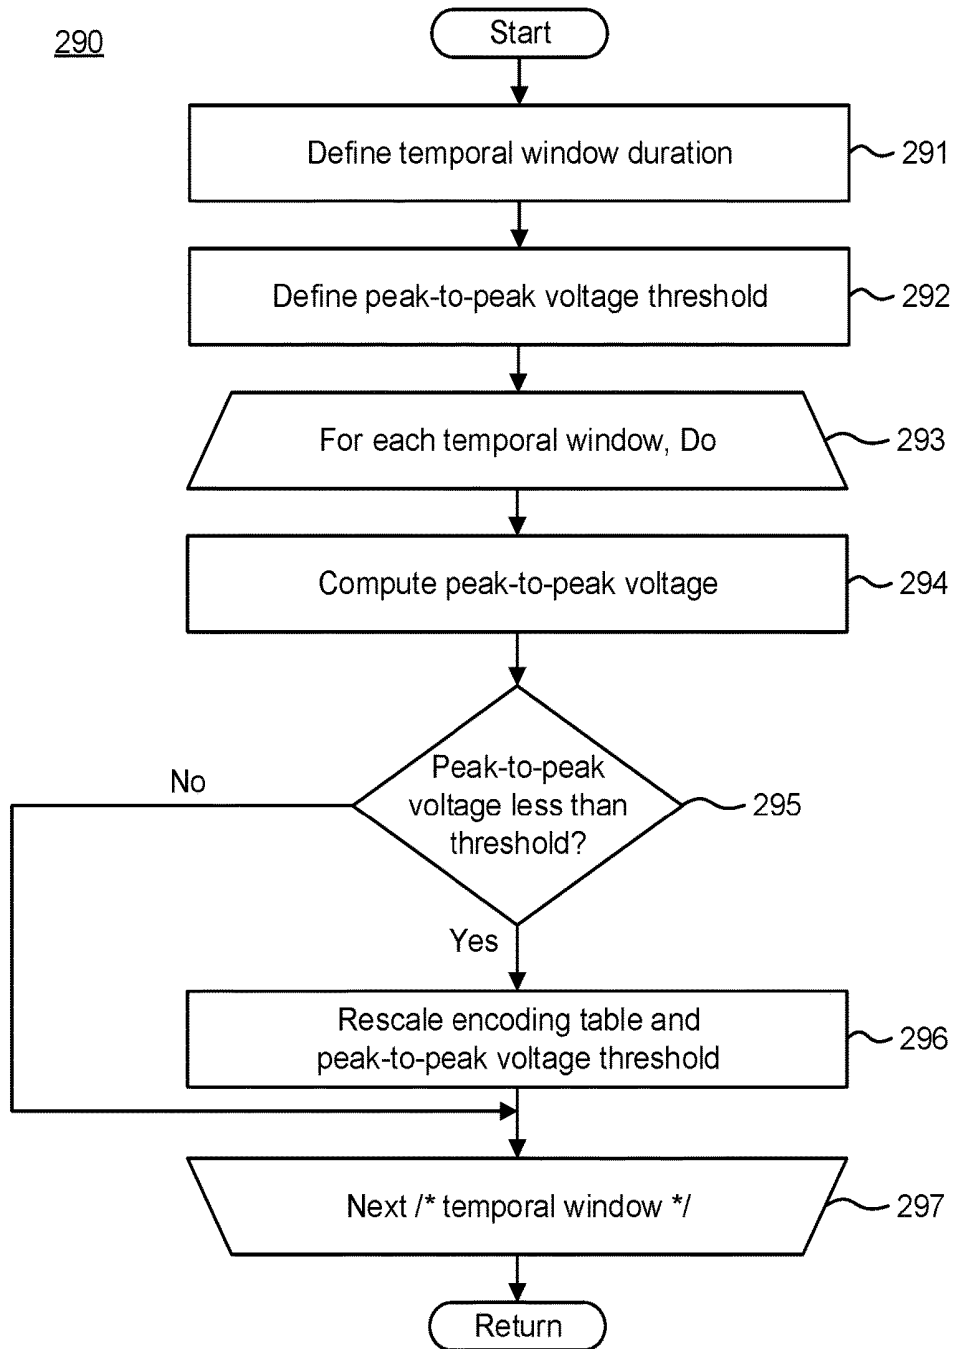 290
Start
Define temporal window duration
291
Define peak-to-peak voltage threshold
292
For each temporal window, Do
293
Compute peak-to-peak voltage
294
No
Peak-to-peak
voltage less than
threshold?
295
Yes
Rescale encoding table and
peak-to-peak voltage threshold
296
Next /* temporal window */
297
Return